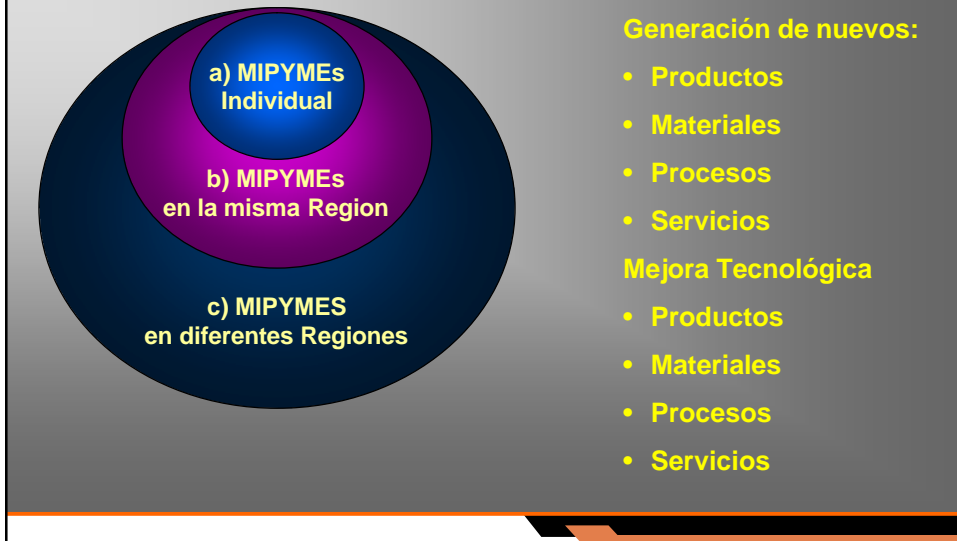 a) MIPYMEs
Individual
b) MIPYMEs
en la misma Region
c) MIPYMES
en diferentes Regiones
Generación de nuevos:
• Productos
• Materiales
• Procesos
• Servicios
Mejora Tecnológica
• Productos
• Materiales
• Procesos
• Servicios